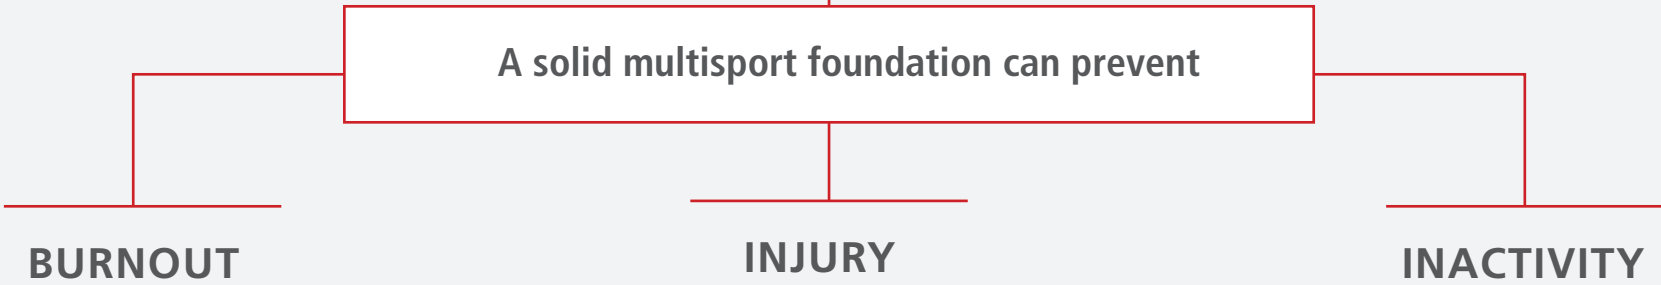 A solid multisport foundation can prevent
BURNOUT
INJURY
INACTIVITY